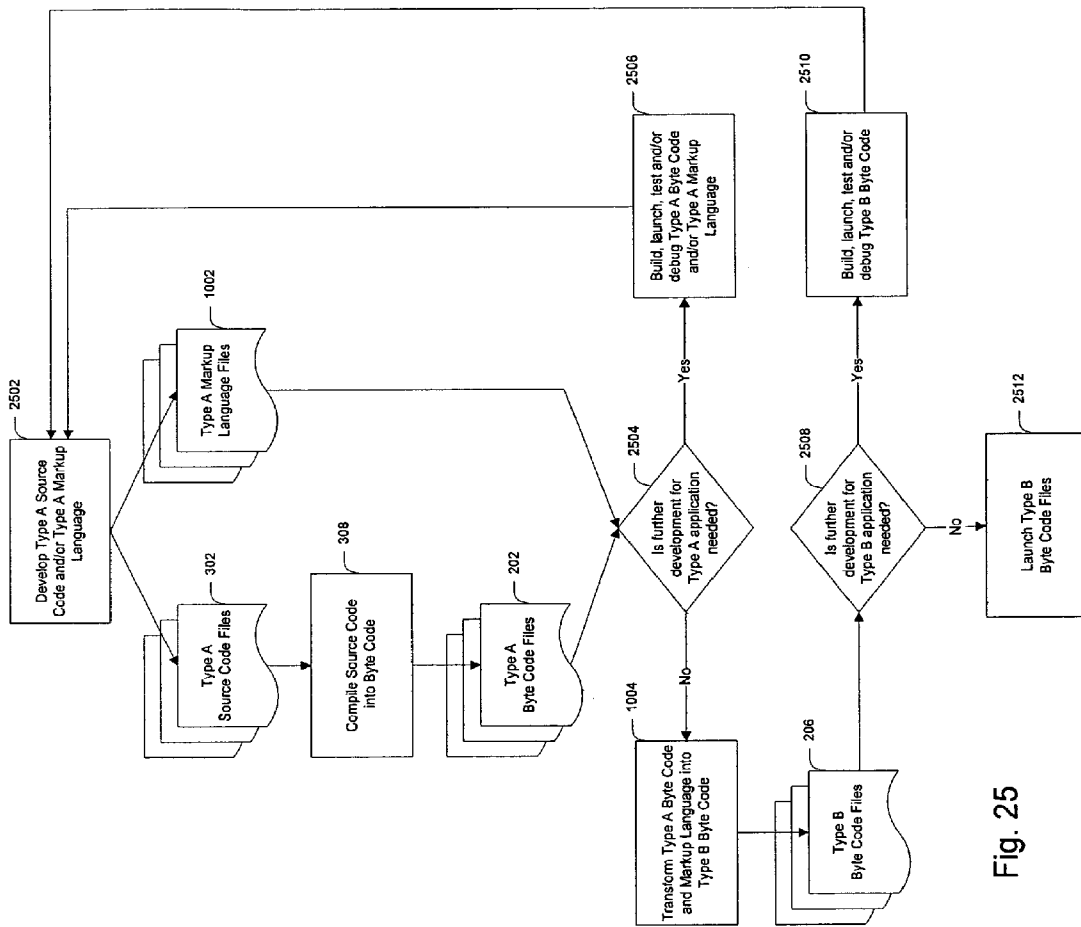 2502
Develop Type A Source
Code and/or Type A Markup
Language
302
Type A
Source Code Files
1002
Type A Markup
Language Files
308
Compile Source Code
into Byte Code
202
Type A
Byte Code Files
2504
Is further
development for
Type A application
needed?
Yes
No
2506
Build, launch, test and/or
debug Type A Byte Code
and/or Type A Markup
Language
1004
Transform Type A Byte Code
and Markup Language into
Type B Byte Code
206
Type B
Byte Code Files
2508
Is further
development for
Type B application
needed?
Yes
No
2510
Build, launch, test and/or
debug Type B Byte Code
2512
Launch Type B
Byte Code Files
Fig. 25